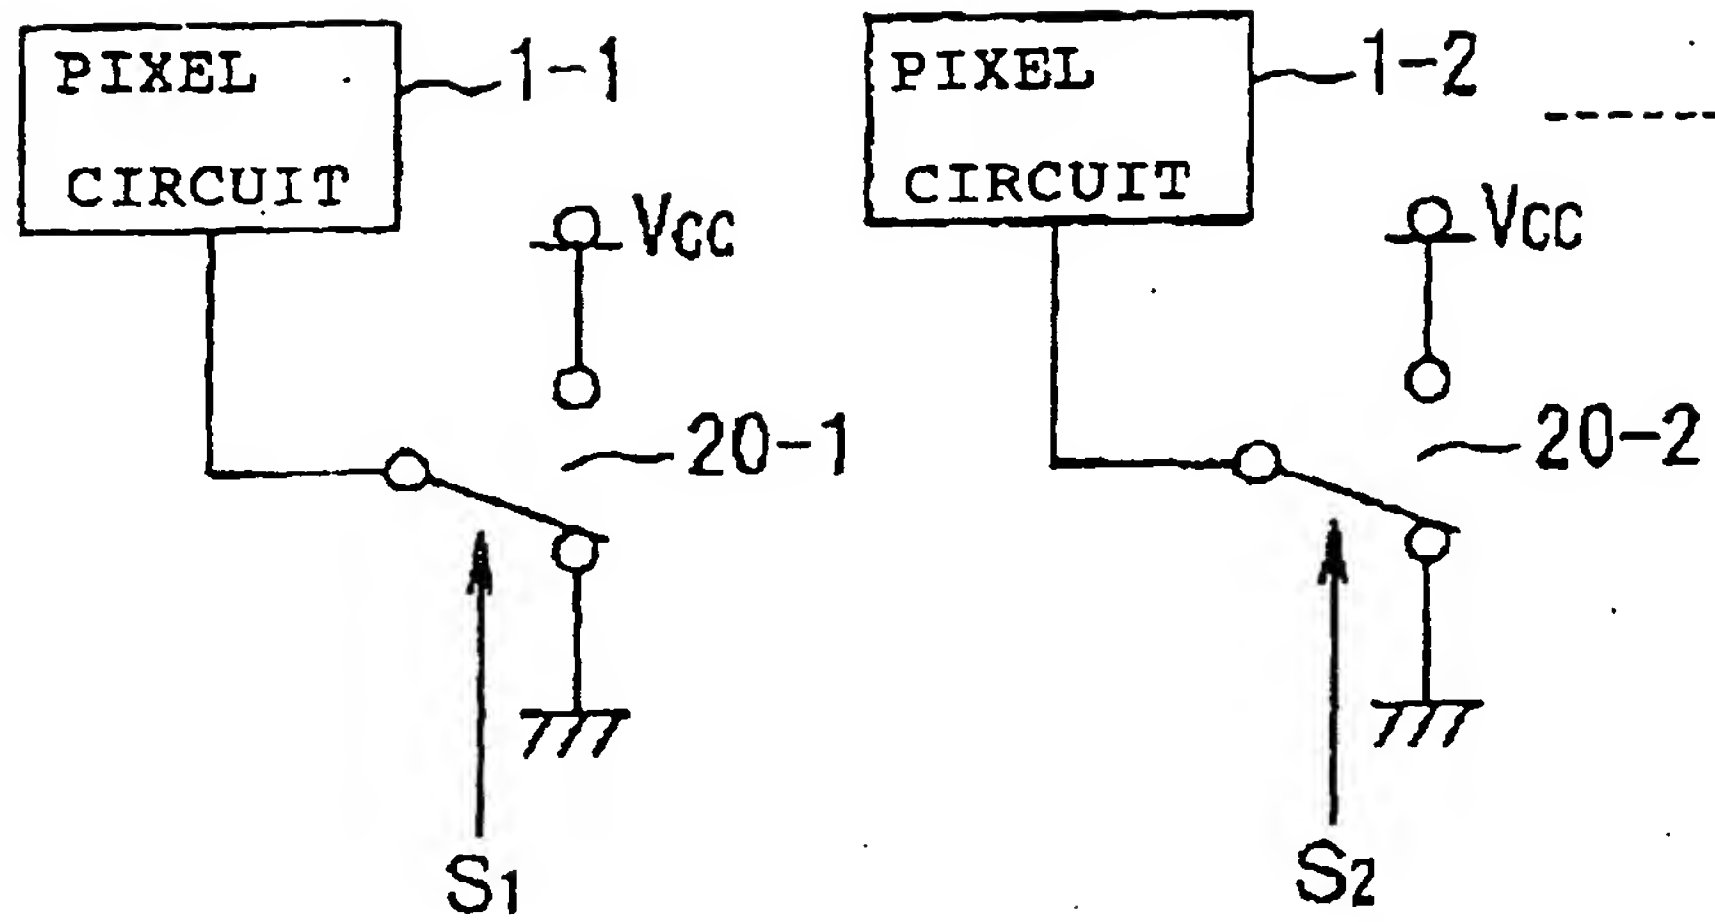 PIXEL
CIRCUIT
1-1
Vcc
20-1
S1
PIXEL
CIRCUIT
1-2
Vcc
20-2
S2